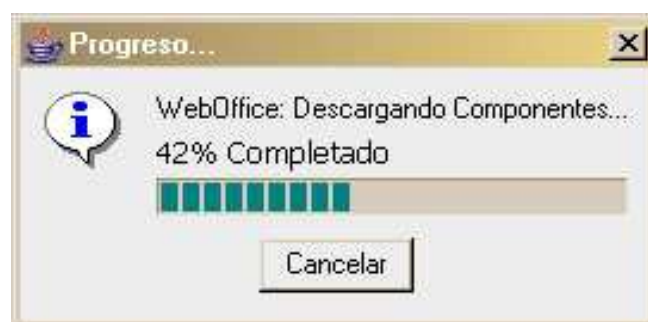 Progreso...
WebOffice: Descargando Componentes...
42% Completado
Cancelar